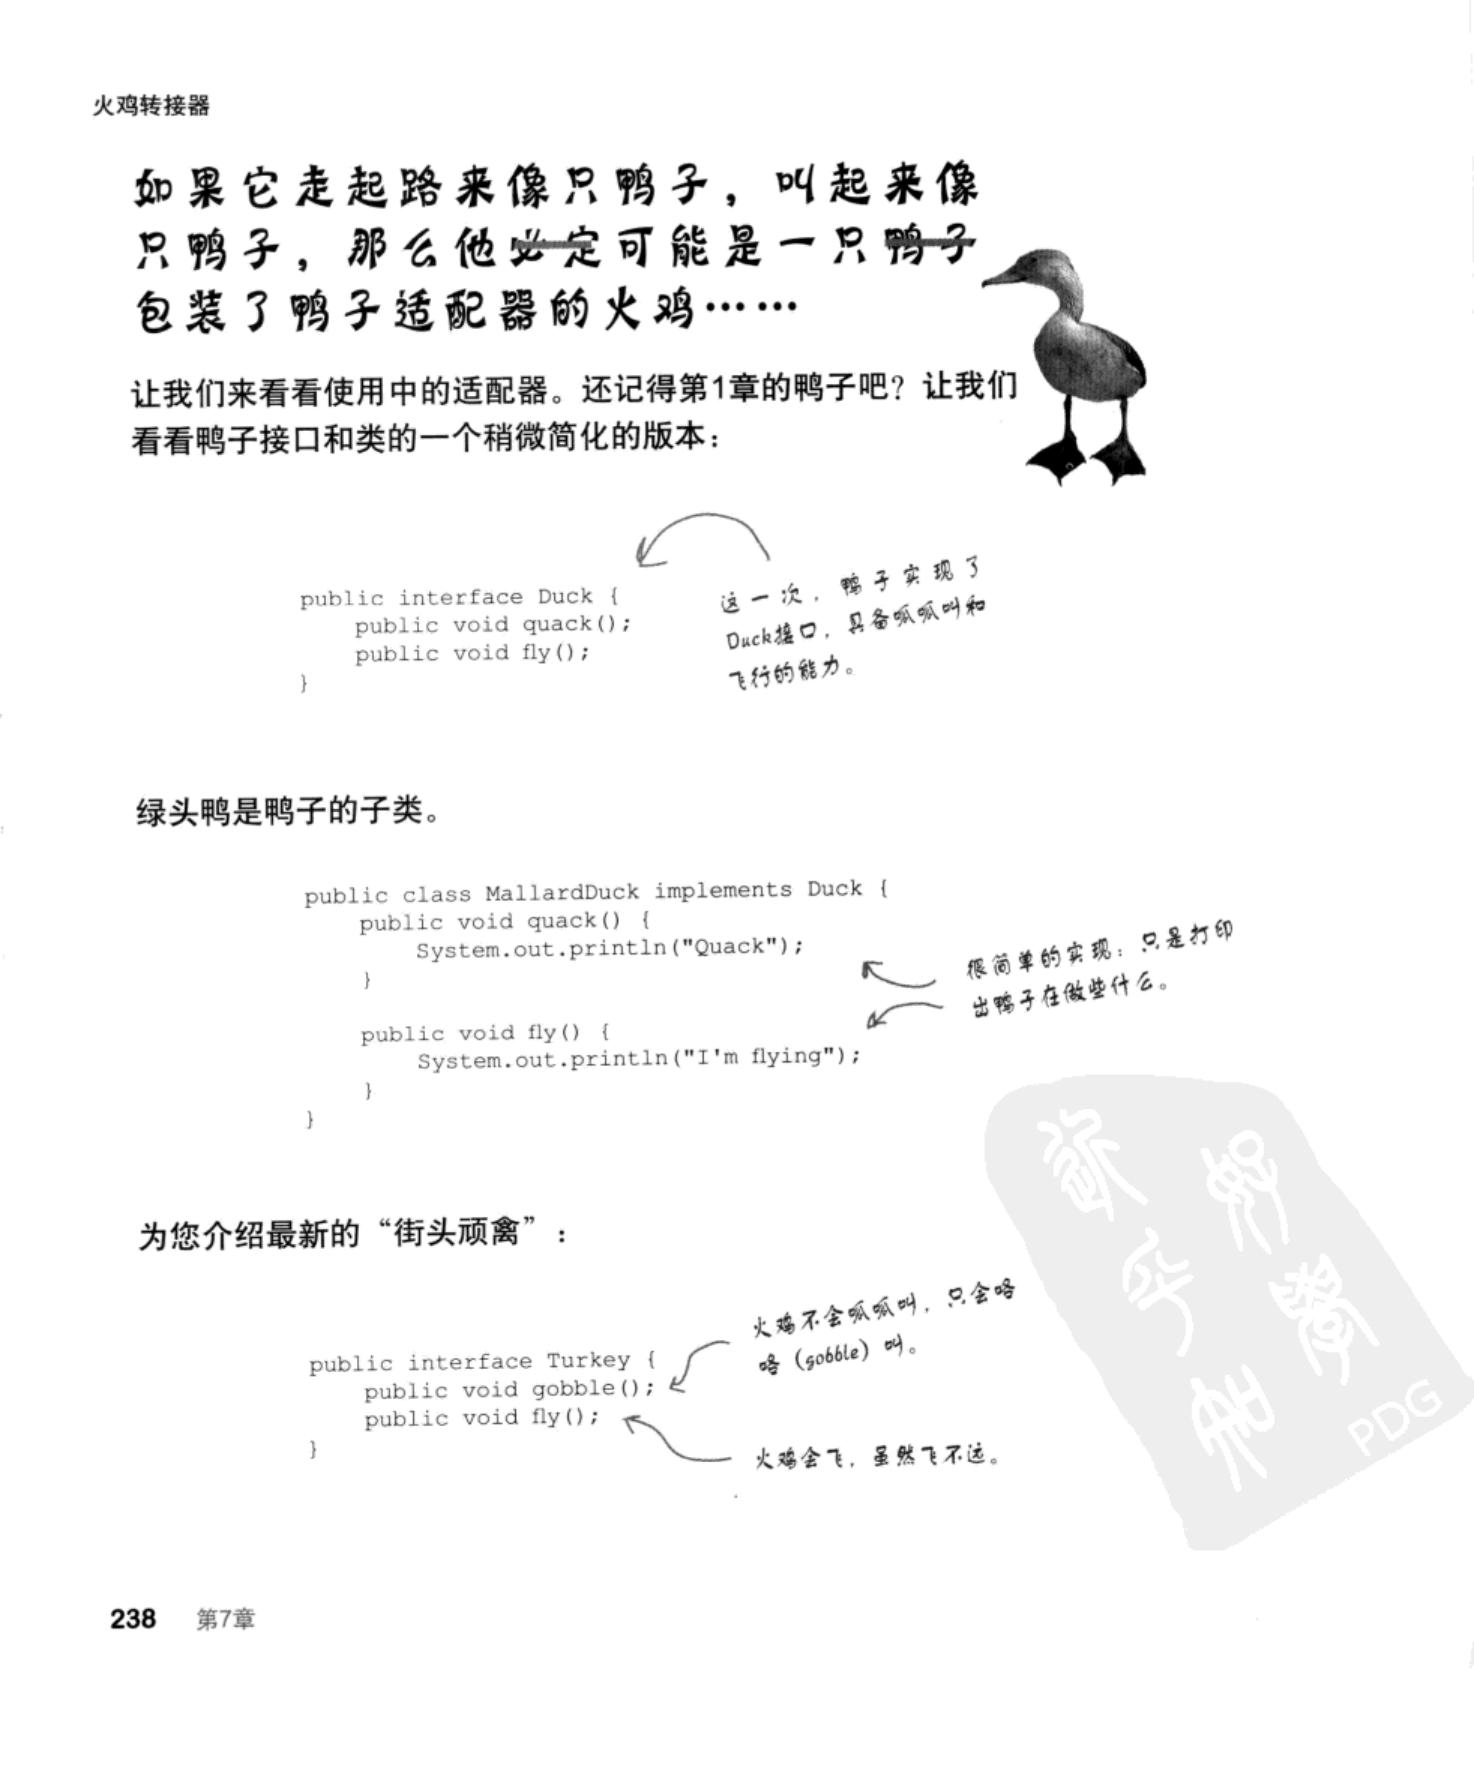 火鸡转接器
如果它走起路来像只鸭子，叫起来像
只鸭子，那么他必定可能是一只鸭子
包装了鸭子适配器的火鸡……
让我们来看看使用中的适配器。还记得第1章的鸭子吧？让我们
看看鸭子接口和类的一个稍微简化的版本：
public interface Duck {
public void quack();
public void fly();
}
这一次，鸭子实现了
Duck接口，具备呱呱叫和
飞行的能力。
绿头鸭是鸭子的子类。
public class MallardDuck implements Duck {
public void quack() {
System.out.println("Quack");
}
public void fly() {
System.out.println("I'm flying");
}
}
很简单的实现：只是打印
出鸭子在做些什么。
为您介绍最新的“街头顽禽”：
public interface Turkey {
public void gobble();
public void fly();
}
火鸡不会呱呱叫，只会咯
咯（gobble）叫。
火鸡会飞，虽然飞不远。
PDG
238 第7章